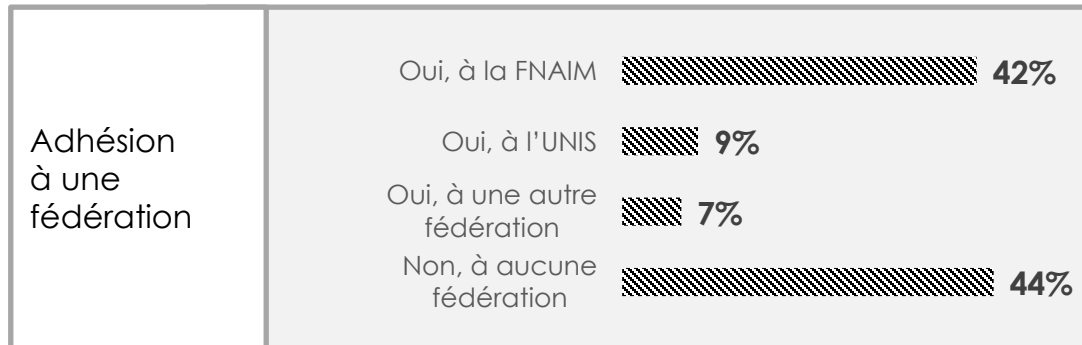 Adhésion
à une
fédération
Oui, à la FNAIM
42%
Oui, à l’UNIS
9%
Oui, à une autre
fédération
7%
Non, à aucune
fédération
44%